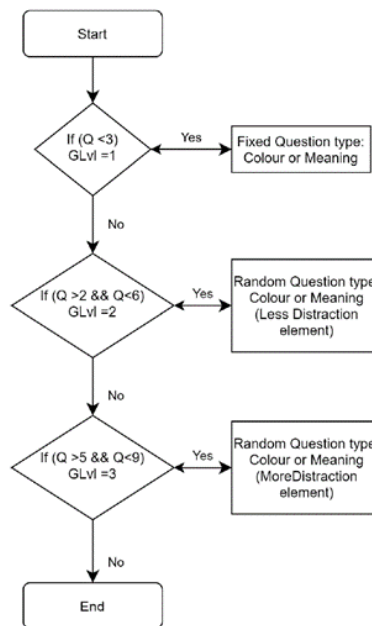 Start
If (Q <3)
GLvl =1
Yes
Fixed Question type:
Colour or Meaning
No
If (Q >2 && Q<6)
GLvl =2
Yes
Random Question type
Colour or Meaning
(Less Distraction
element)
No
If (Q >5 && Q<9)
GLvl =3
Yes
Random Question type
Colour or Meaning
(MoreDistraction
element)
No
End